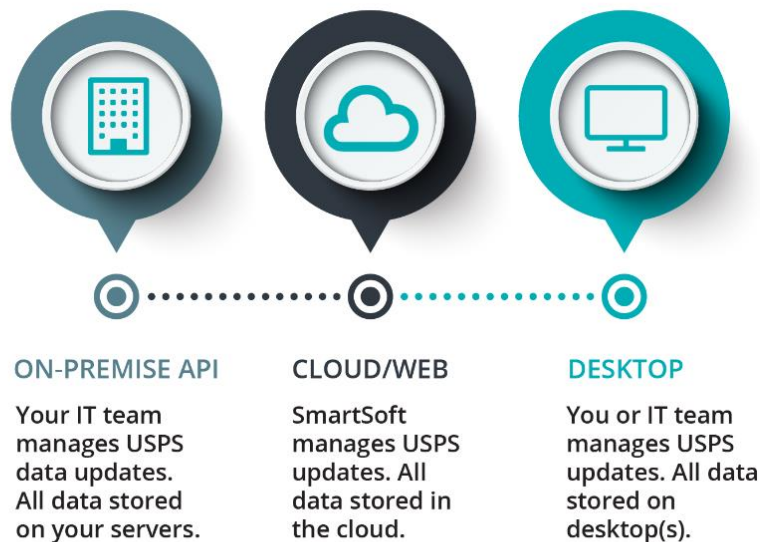 ON-PREMISE API
Your IT team
manages USPS
data updates.
All data stored
on your servers.
CLOUD/WEB
SmartSoft
manages USPS
updates. All
data stored in
the cloud.
DESKTOP
You or IT team
manages USPS
updates. All data
stored on
desktop(s).